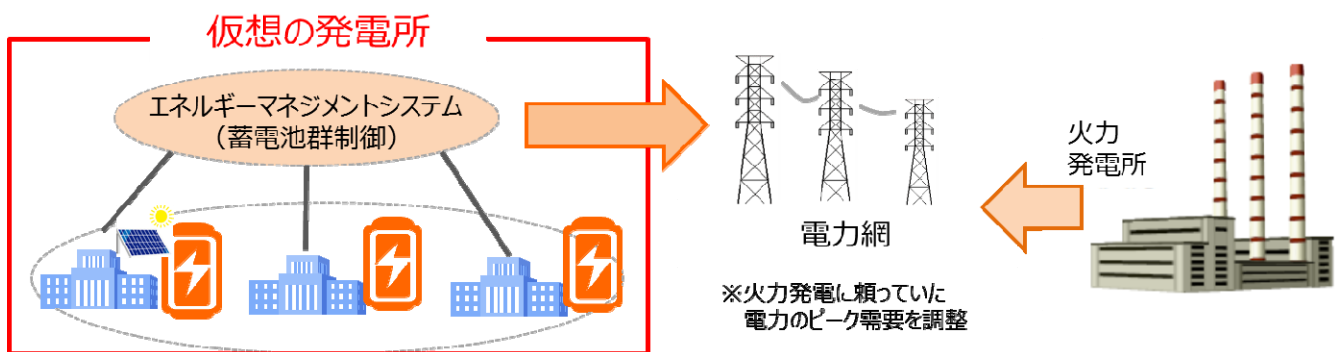 仮想の発電所
エネルギーマネジメントシステム
（蓄電池群制御）
火力
発電所
電力網
※火力発電に頼っていた
電力のピーク需要を調整